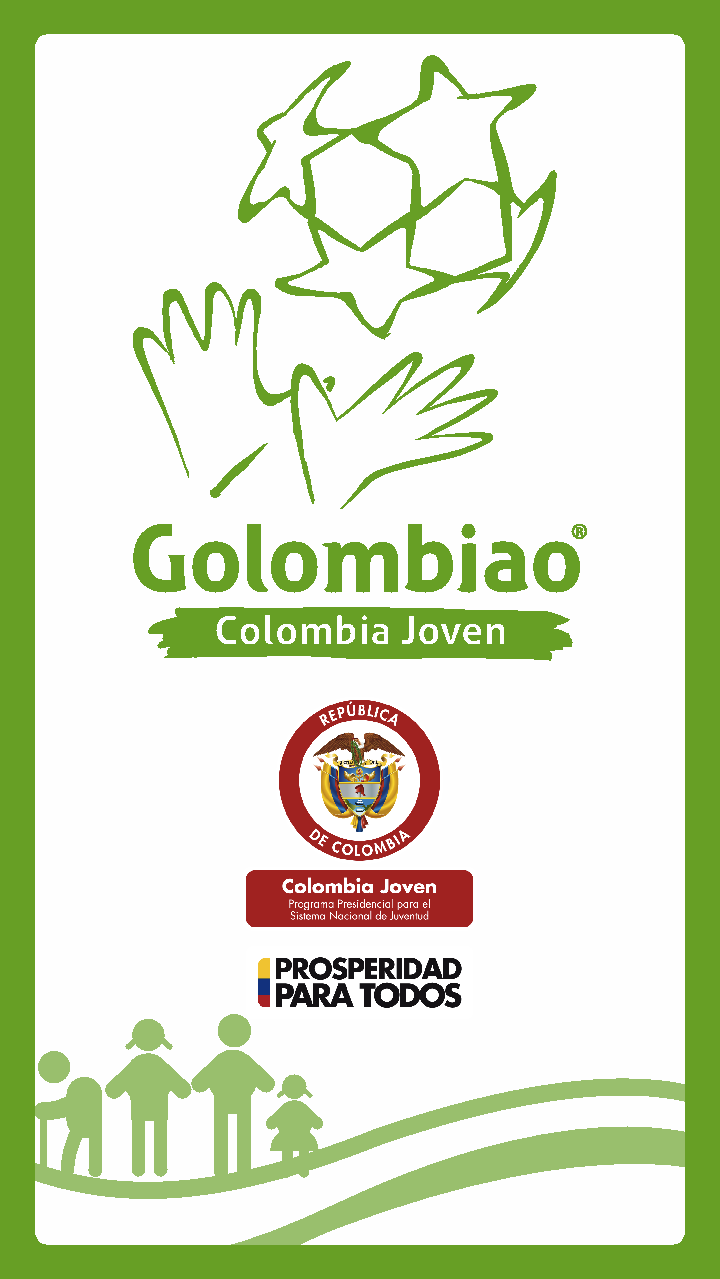 Golombiao®
Colombia Joven
REPÚBLICA
DE COLOMBIA
Colombia Joven
Programa Presidencial para el
Sistema Nacional de Juventud
PROSPERIDAD
PARA TODOS